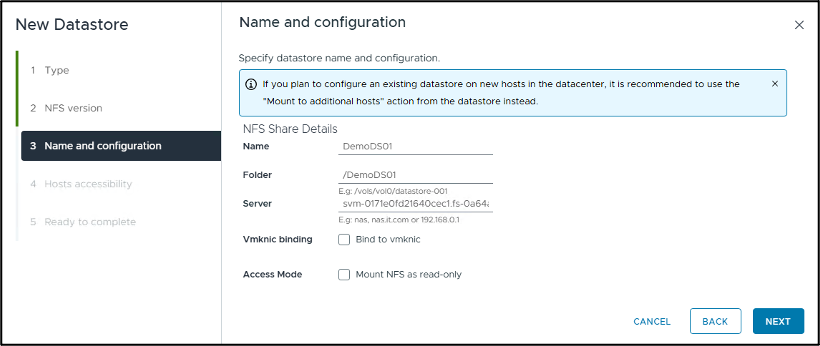 New Datastore
1 Type
2 NFS version
3 Name and configuration
4 Hosts accessibility
5 Ready to complete
Name and configuration
Specify datastore name and configuration.
If you plan to configure an existing datastore on new hosts in the datacenter, it is recommended to use the
"Mount to additional hosts" action from the datastore instead.
NFS Share Details
Name DemoDS01
Folder /DemoDS01
E.g: /vols/vol0/datastore-001
Server svm-0171e0fd21640cec1.fs-0a64a
E.g: nas, nas.it.com or 192.168.0.1
Vmknic binding Bind to vmknic
Access Mode Mount NFS as read-only
CANCEL BACK NEXT